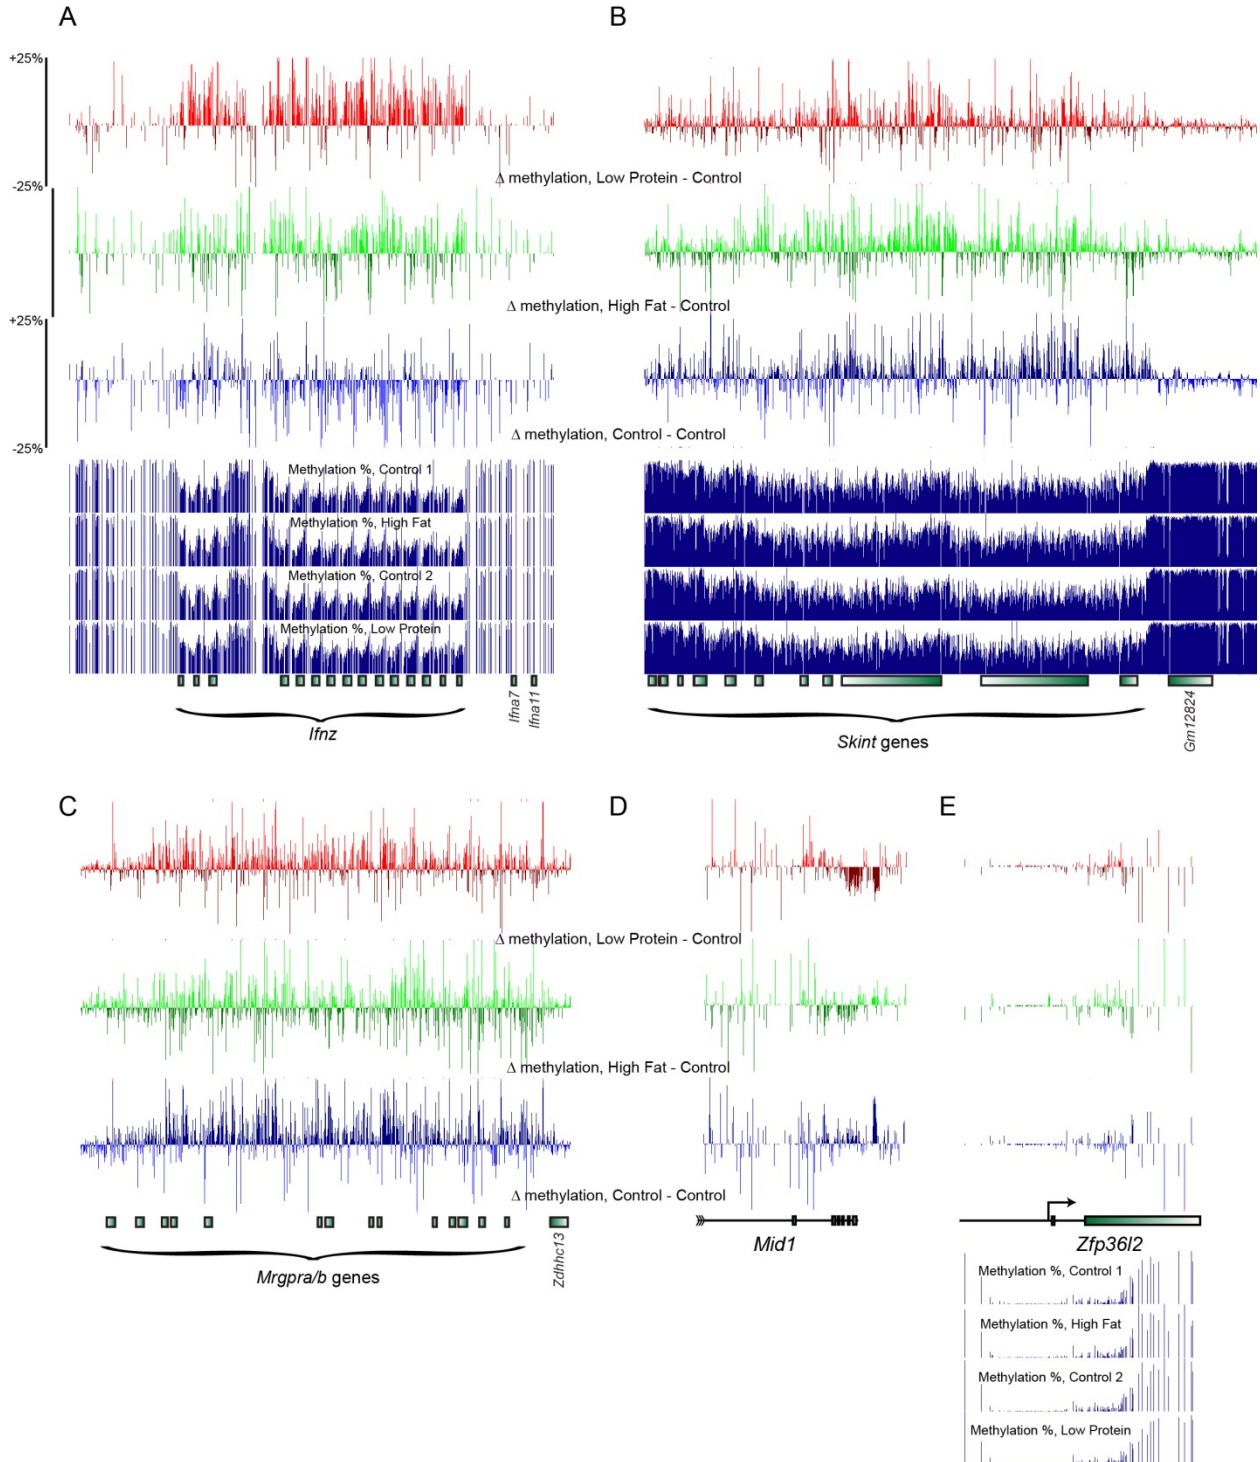 A
B
+25%
-25%
Δ methylation, Low Protein - Control
Δ methylation, High Fat - Control
+25%
-25%
Δ methylation, Control - Control
Methylation %, Control 1
Methylation %, High Fat
Methylation %, Control 2
Methylation %, Low Protein
Ifnz
Ifna7
Ifna11
Skint genes
Gm12824
C
D
E
Δ methylation, Low Protein - Control
Δ methylation, High Fat - Control
Δ methylation, Control - Control
Mrgpra/b genes
Zdhhc13
Mid1
Zfp36l2
Methylation %, Control 1
Methylation %, High Fat
Methylation %, Control 2
Methylation %, Low Protein